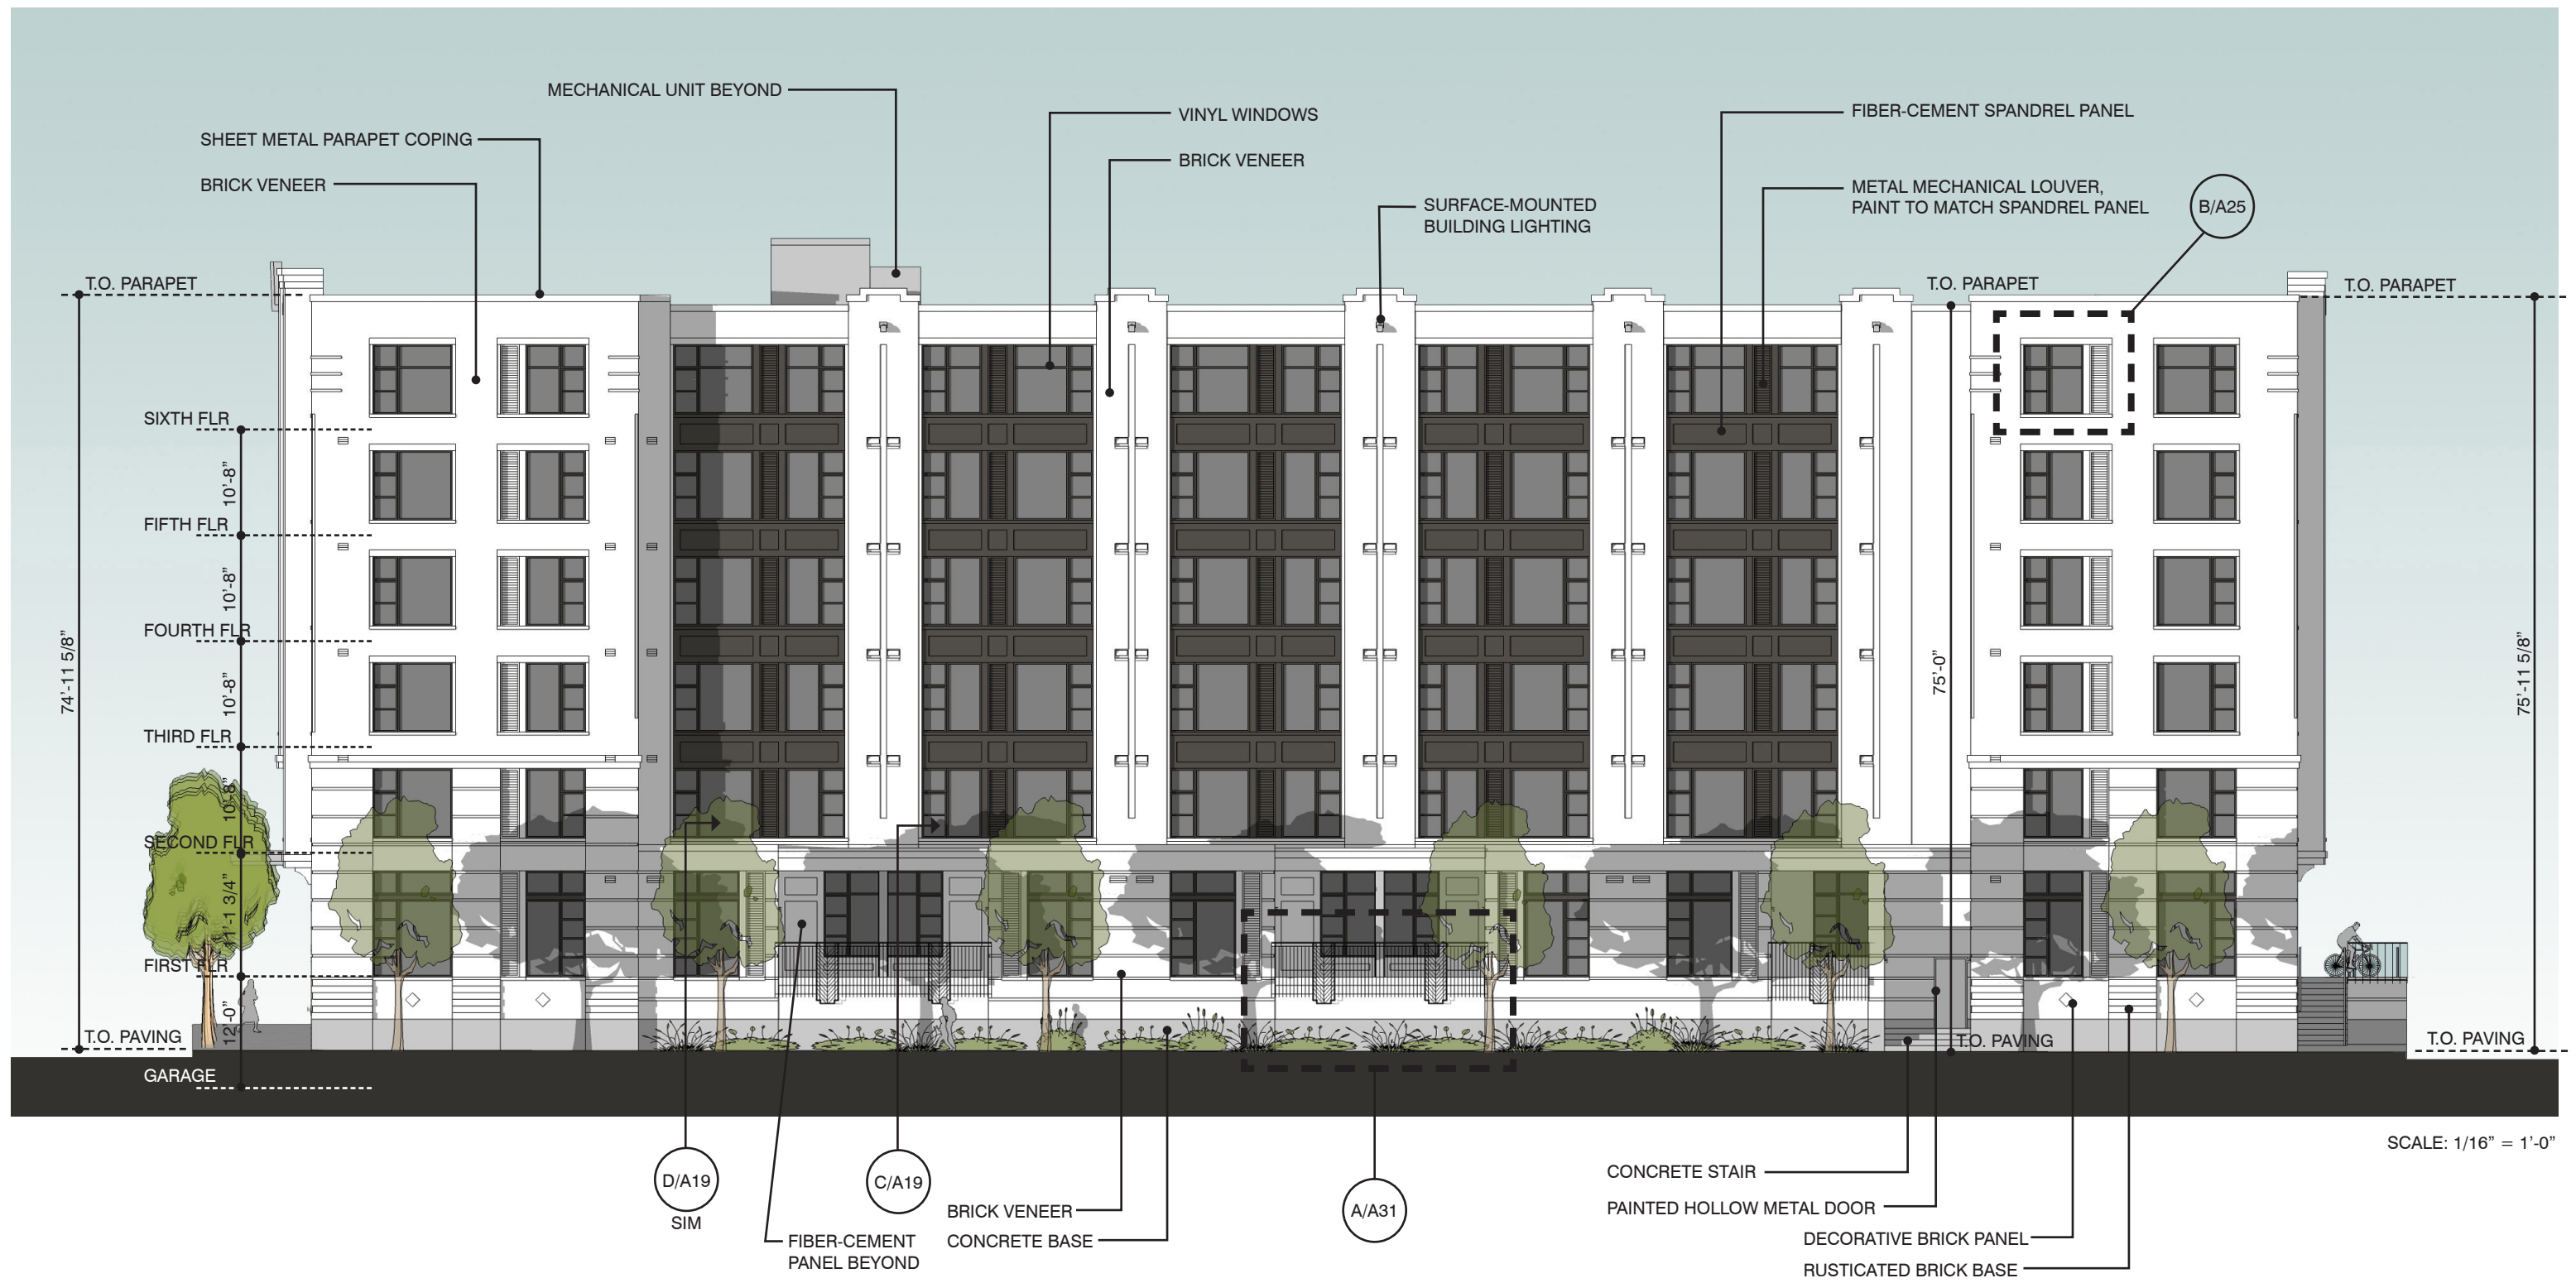 MECHANICAL UNIT BEYOND
VINYL WINDOWS
FIBER-CEMENT SPANDREL PANEL
SHEET METAL PARAPET COPING
BRICK VENEER
BRICK VENEER
METAL MECHANICAL LOUVER,
PAINT TO MATCH SPANDREL PANEL
B/A25
SURFACE-MOUNTED
BUILDING LIGHTING
T.O. PARAPET
T.O. PARAPET
T.O. PARAPET
SIXTH FLR
10'-8"
FIFTH FLR
10'-8"
FOURTH FLR
10'-8"
THIRD FLR
10'-8"
SECOND FLR
11'-1 3/4"
FIRST FLR
12'-0"
T.O. PAVING
GARAGE
74'-11 5/8"
75'-0"
75'-11 5/8"
T.O. PAVING
T.O. PAVING
SCALE: 1/16" = 1'-0"
D/A19
SIM
C/A19
A/A31
FIBER-CEMENT
PANEL BEYOND
BRICK VENEER
CONCRETE BASE
CONCRETE STAIR
PAINTED HOLLOW METAL DOOR
DECORATIVE BRICK PANEL
RUSTICATED BRICK BASE